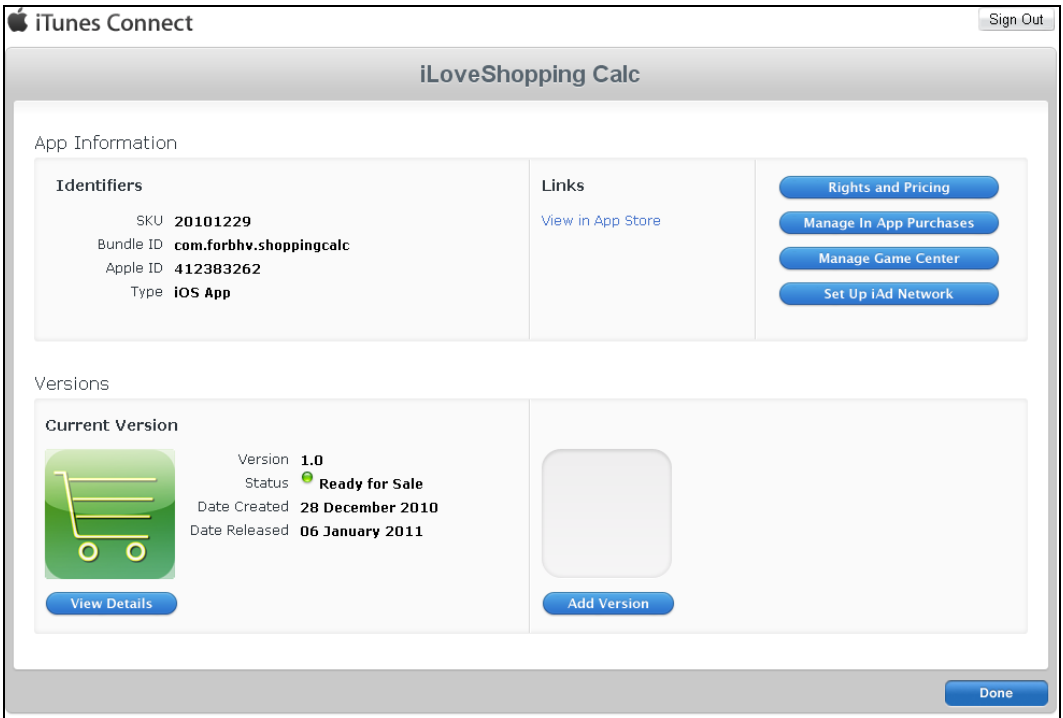 iTunes Connect
Sign Out
iLoveShopping Calc
App Information
Identifiers
SKU 20101229
Bundle ID com.forbhv.shoppingcalc
Apple ID 412383262
Type iOS App
Links
View in App Store
Rights and Pricing
Manage In App Purchases
Manage Game Center
Set Up iAd Network
Versions
Current Version
Version 1.0
Status Ready for Sale
Date Created 28 December 2010
Date Released 06 January 2011
View Details
Add Version
Done